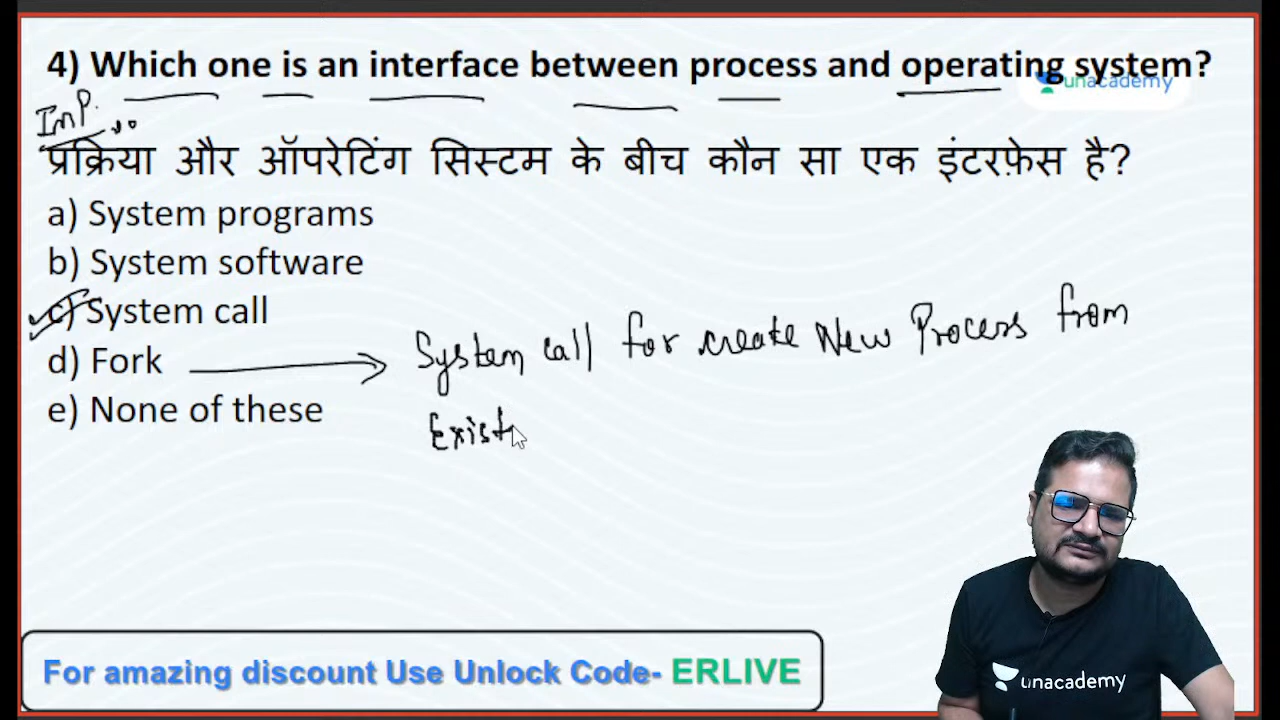 4) Which one is an interface between process and operating system?
unacademy
Imp.
प्रक्रिया और ऑपरेटिंग सिस्टम के बीच कौन सा एक इंटरफ़ेस है?
a) System programs
b) System software
c) System call
d) Fork
System call for create New Process from
Exist
e) None of these
unacademy
For amazing discount Use Unlock Code- ERLIVE